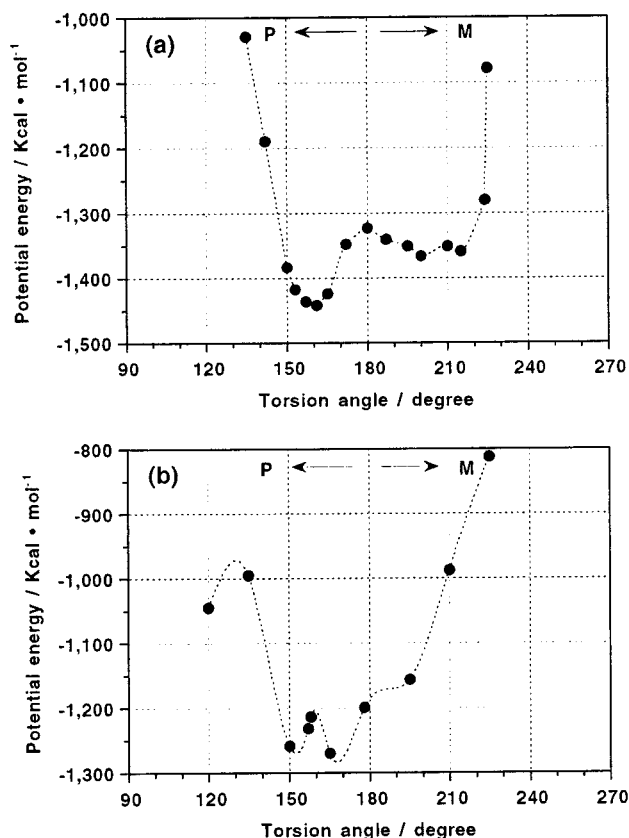 (a)
P M
Potential energy / Kcal • mol⁻¹
-1,000
-1,100
-1,200
-1,300
-1,400
-1,500
90 120 150 180 210 240 270
Torsion angle / degree
(b)
P M
Potential energy / Kcal • mol⁻¹
-800
-900
-1,000
-1,100
-1,200
-1,300
90 120 150 180 210 240 270
Torsion angle / degree